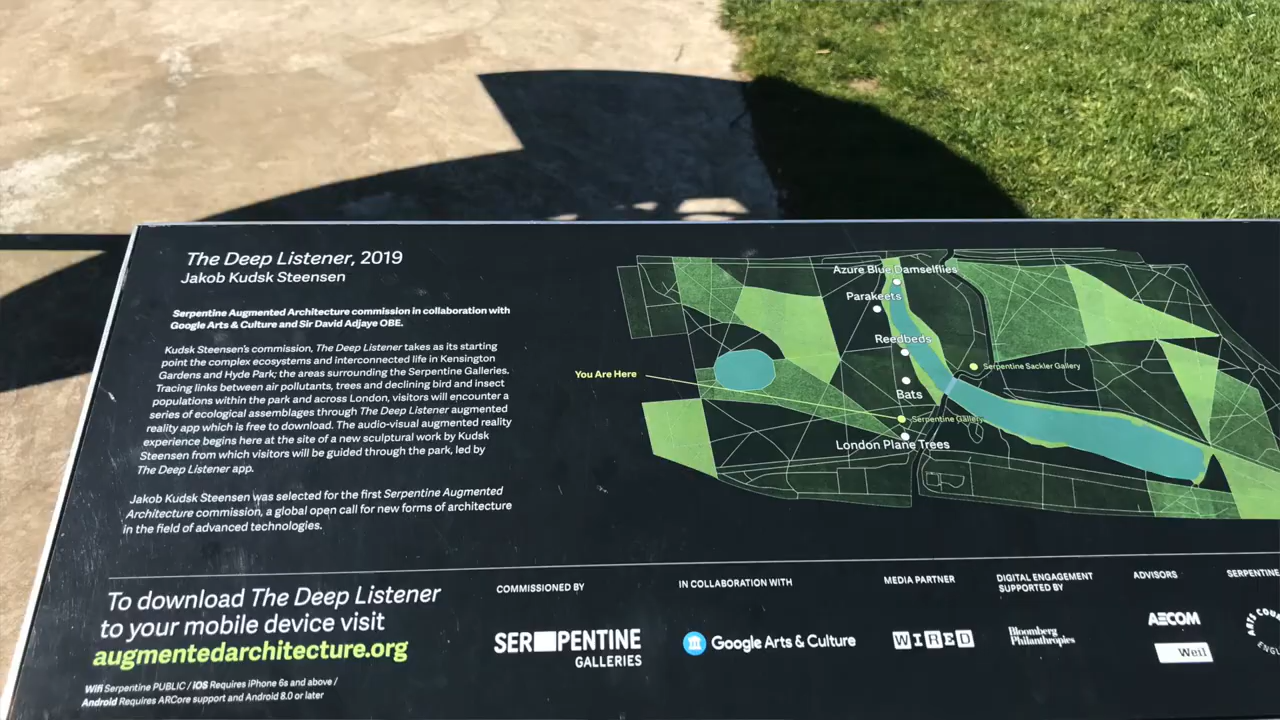 The Deep Listener, 2019
Jakob Kudsk Steensen
Serpentine Augmented Architecture commission in collaboration with
Google Arts & Culture and Sir David Adjaye OBE.
Kudsk Steensen's commission, The Deep Listener takes as its starting
point the complex ecosystems and interconnected life in Kensington
Gardens and Hyde Park; the areas surrounding the Serpentine Galleries.
Tracing links between air pollutants, trees and declining bird and insect
populations within the park and across London, visitors will encounter a
series of ecological assemblages through The Deep Listener augmented
reality app which is free to download. The audio-visual augmented reality
experience begins here at the site of a new sculptural work by Kudsk
Steensen from which visitors will be guided through the park, led by
The Deep Listener app.
Jakob Kudsk Steensen was selected for the first Serpentine Augmented
Architecture commission, a global open call for new forms of architecture
in the field of advanced technologies.
Azure Blue Damselflies
Parakeets
Reedbeds
Serpentine Sackler Gallery
You Are Here
Bats
Serpentine Gallery
London Plane Trees
To download The Deep Listener
to your mobile device visit
augmentedarchitecture.org
Wifi Serpentine PUBLIC / iOS Requires iPhone 6s and above /
Android Requires ARCore support and Android 8.0 or later
COMMISSIONED BY
SERPENTINE
GALLERIES
IN COLLABORATION WITH
Google Arts & Culture
MEDIA PARTNER
WIRED
DIGITAL ENGAGEMENT
SUPPORTED BY
Bloomberg
Philanthropies
ADVISORS
AECOM
Weil
SERPENTINE